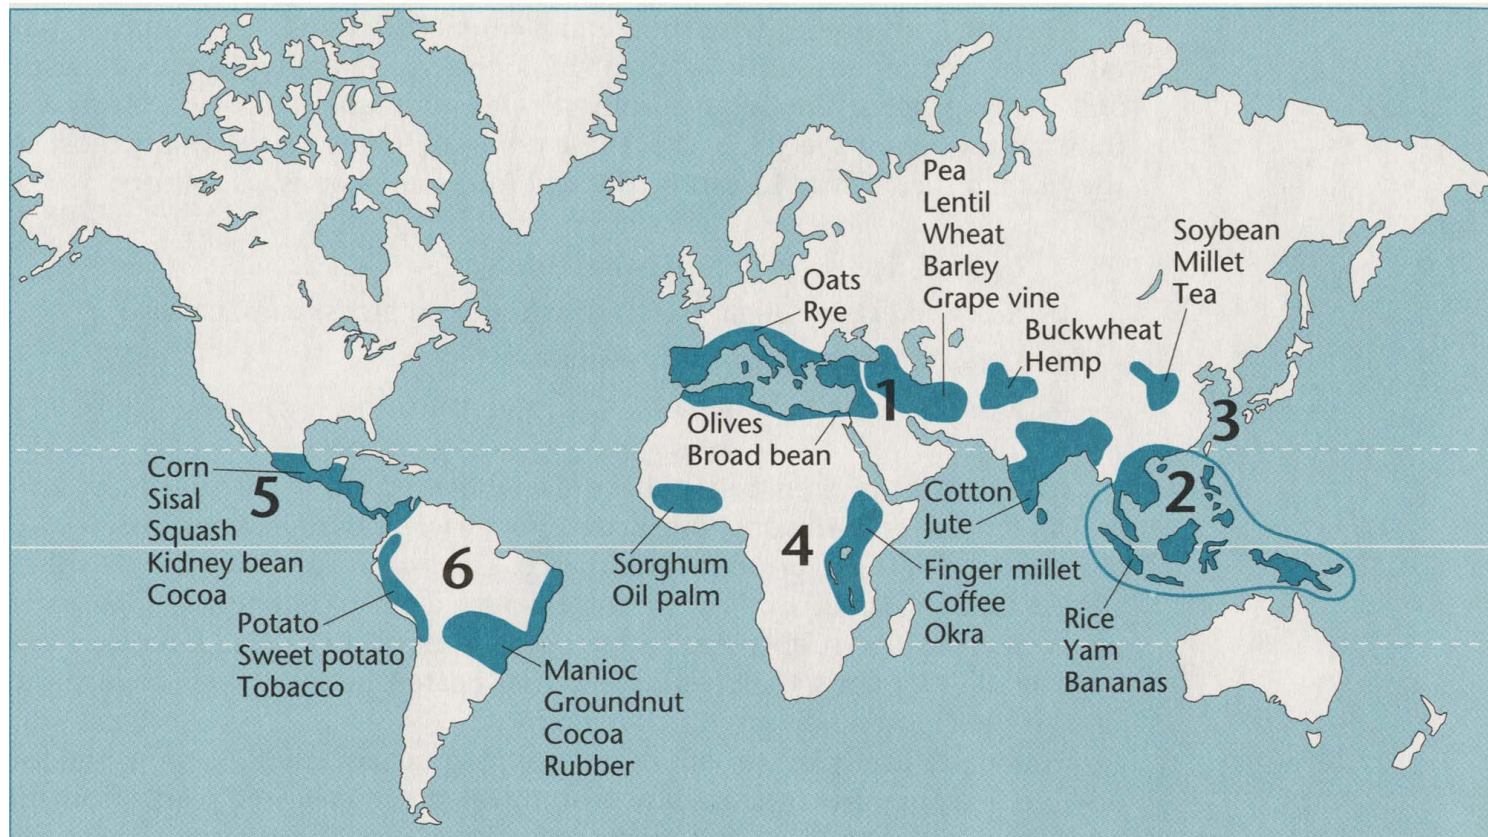 Pea
Lentil
Wheat
Barley
Grape vine
Soybean
Millet
Tea
Oats
Rye
Buckwheat
Hemp
1
3
Olives
Broad bean
Corn
Sisal
Squash
Kidney bean
Cocoa
5
2
Cotton
Jute
4
6
Sorghum
Oil palm
Finger millet
Coffee
Okra
Rice
Yam
Bananas
Potato
Sweet potato
Tobacco
Manioc
Groundnut
Cocoa
Rubber